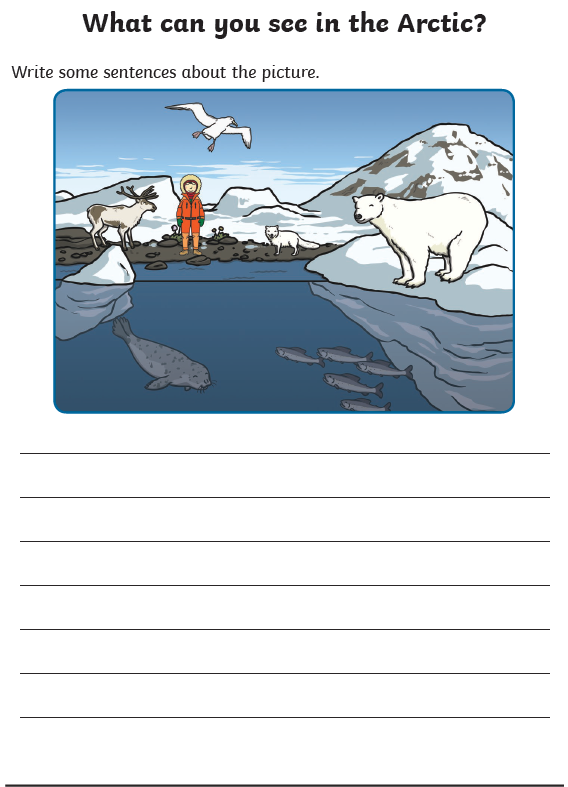 What can you see in the Arctic?
Write some sentences about the picture.